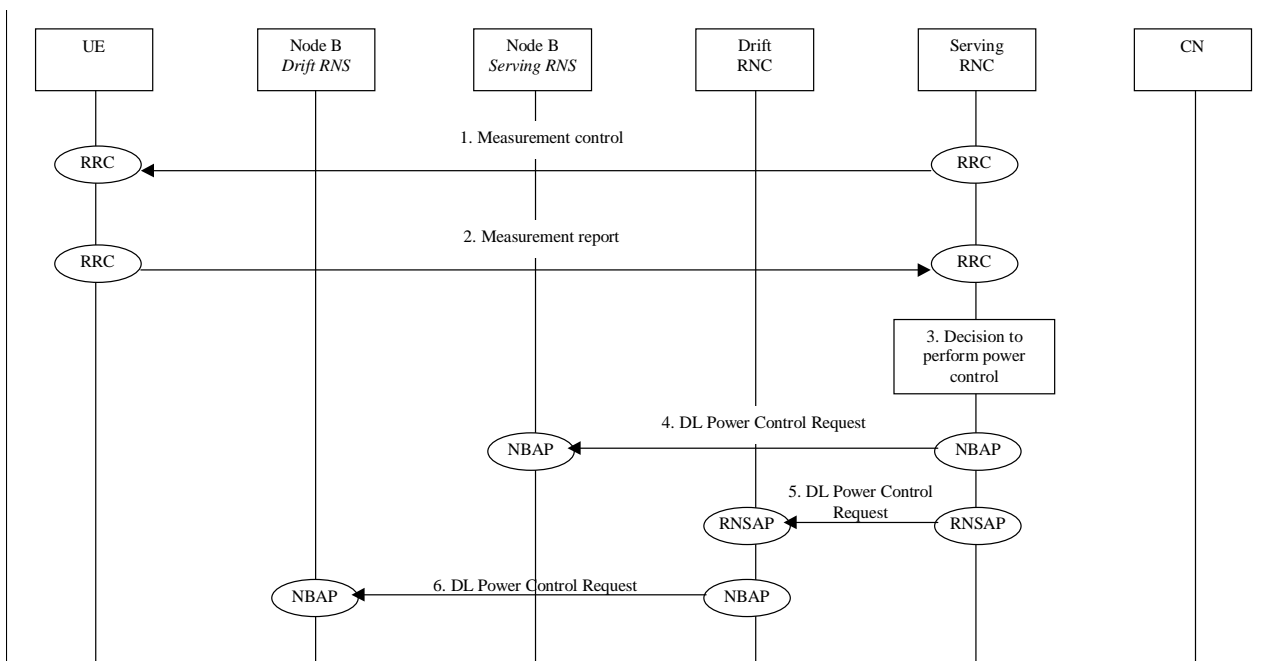 UE
Node B
Drift RNS
Node B
Serving RNS
Drift
RNC
Serving
RNC
CN
1. Measurement control
RRC
RRC
2. Measurement report
RRC
RRC
3. Decision to
perform power
control
4. DL Power Control Request
NBAP
NBAP
5. DL Power Control
Request
RNSAP
RNSAP
6. DL Power Control Request
NBAP
NBAP